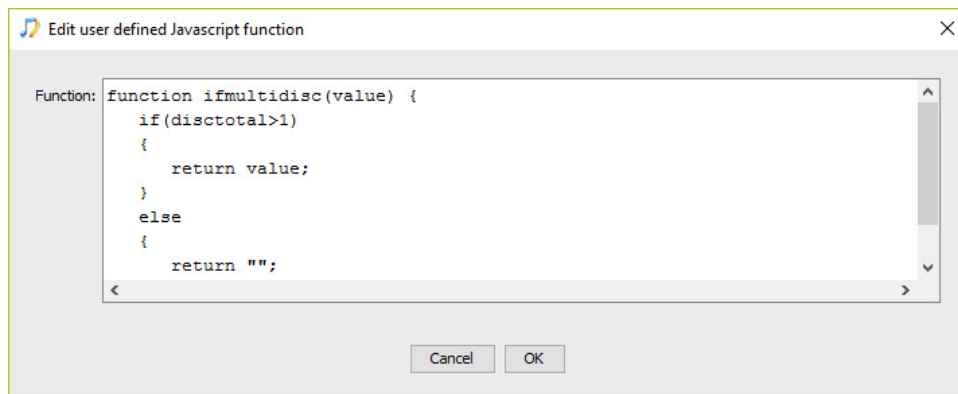 Edit user defined Javascript function
Function:
function ifmultidisc(value) {
if(disctotal>1)
{
return value;
}
else
{
return "";
Cancel
OK